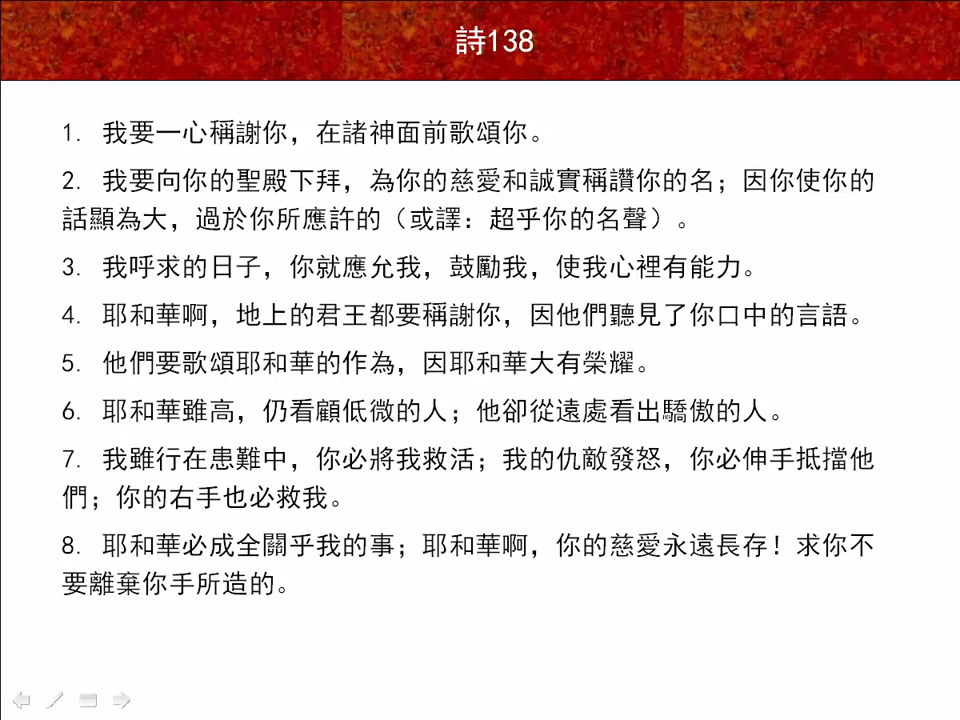 詩138
1. 我要一心稱謝你，在諸神面前歌頌你。
2. 我要向你的聖殿下拜，為你的慈愛和誠實稱讚你的名；因你使你的
話顯為大，過於你所應許的（或譯：超乎你的名聲）。
3. 我呼求的日子，你就應允我，鼓勵我，使我心裡有能力。
4. 耶和華啊，地上的君王都要稱謝你，因他們聽見了你口中的言語。
5. 他們要歌頌耶和華的作為，因耶和華大有榮耀。
6. 耶和華雖高，仍看顧低微的人；他卻從遠處看出驕傲的人。
7. 我雖行在患難中，你必將我救活；我的仇敵發怒，你必伸手抵擋他
們；你的右手也必救我。
8. 耶和華必成全關乎我的事；耶和華啊，你的慈愛永遠長存！求你不
要離棄你手所造的。